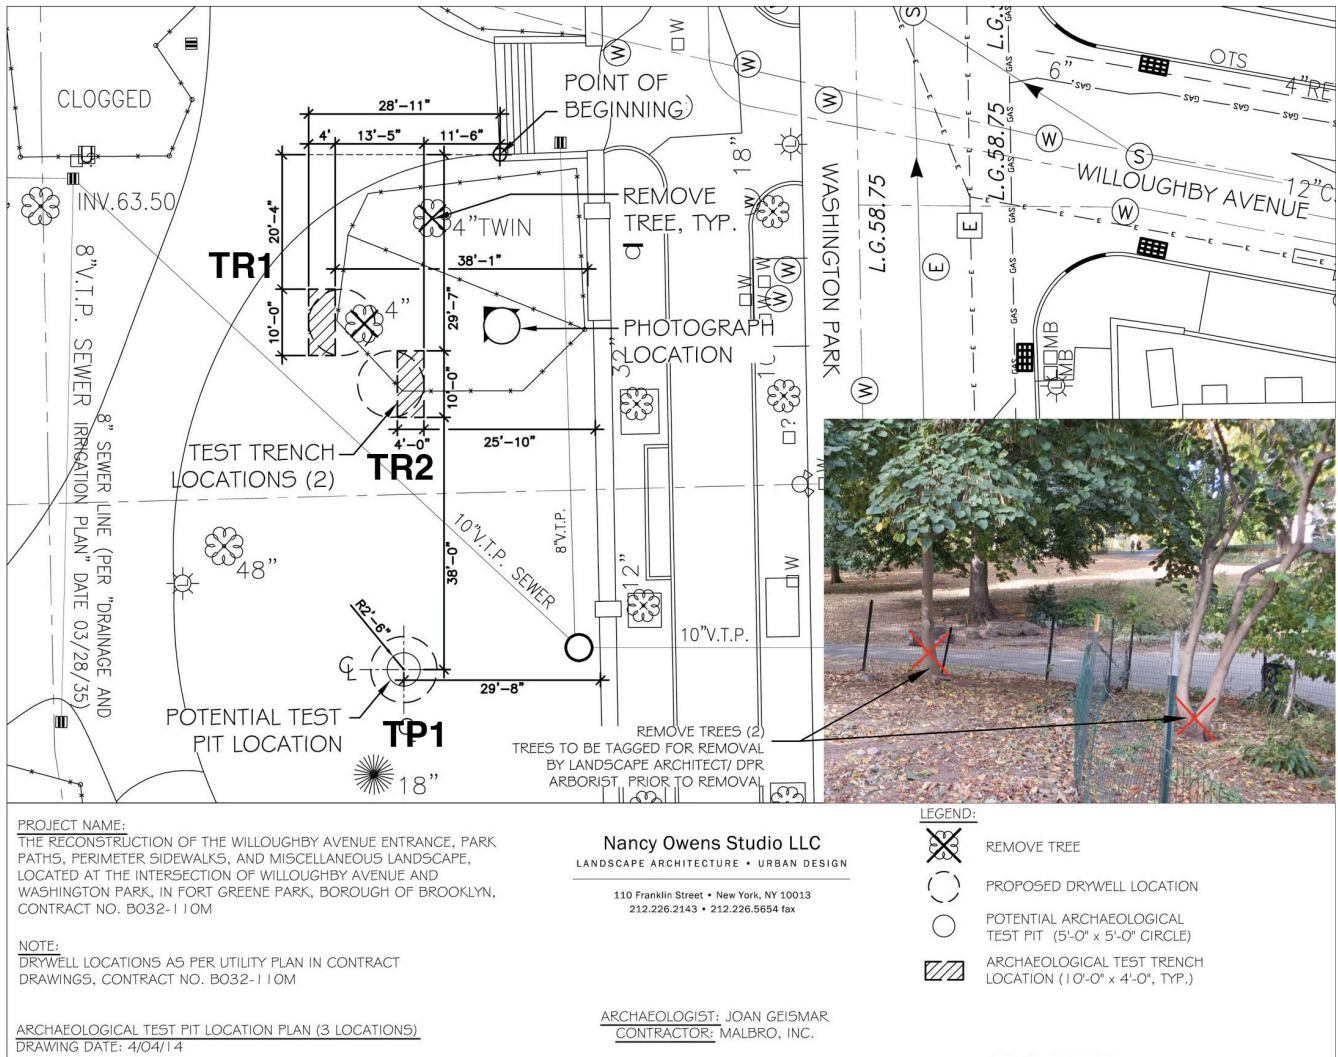 CLOGGED
INV.63.50
8"V.T.P. SEWER
8" SEWER LINE (PER "DRAINAGE AND
IRRIGATION PLAN" DATE 03/28/35)
28'-11"
4'
13'-5"
11'-6"
20'-4"
10'-0"
POINT OF
BEGINNING
REMOVE
TREE, TYP.
4"TWIN
TR1
38'-1"
4"
29'-7"
10'-0"
PHOTOGRAPH
LOCATION
TEST TRENCH
LOCATIONS (2)
4'-0"
TR2
25'-10"
32"
12"
18"
48"
10"V.T.P. SEWER
8"V.T.P.
38'-0"
10"V.T.P.
R2'-6"
29'-8"
POTENTIAL TEST
PIT LOCATION
TP1
18"
WASHINGTON PARK
L.G.58.75
L.G.58.75
WILLOUGHBY AVENUE
OTS
6"
GAS
W
S
E
MB
MB
REMOVE TREES (2)
TREES TO BE TAGGED FOR REMOVAL
BY LANDSCAPE ARCHITECT/ DPR
ARBORIST PRIOR TO REMOVAL
PROJECT NAME:
THE RECONSTRUCTION OF THE WILLOUGHBY AVENUE ENTRANCE, PARK
PATHS, PERIMETER SIDEWALKS, AND MISCELLANEOUS LANDSCAPE,
LOCATED AT THE INTERSECTION OF WILLOUGHBY AVENUE AND
WASHINGTON PARK, IN FORT GREENE PARK, BOROUGH OF BROOKLYN,
CONTRACT NO. B032-110M
NOTE:
DRYWELL LOCATIONS AS PER UTILITY PLAN IN CONTRACT
DRAWINGS, CONTRACT NO. B032-110M
ARCHAEOLOGICAL TEST PIT LOCATION PLAN (3 LOCATIONS)
DRAWING DATE: 4/04/14
Nancy Owens Studio LLC
LANDSCAPE ARCHITECTURE • URBAN DESIGN
110 Franklin Street • New York, NY 10013
212.226.2143 • 212.226.5654 fax
ARCHAEOLOGIST: JOAN GEISMAR
CONTRACTOR: MALBRO, INC.
LEGEND:
REMOVE TREE
PROPOSED DRYWELL LOCATION
POTENTIAL ARCHAEOLOGICAL
TEST PIT (5'-0" x 5'-0" CIRCLE)
ARCHAEOLOGICAL TEST TRENCH
LOCATION (10'-0" x 4'-0", TYP.)